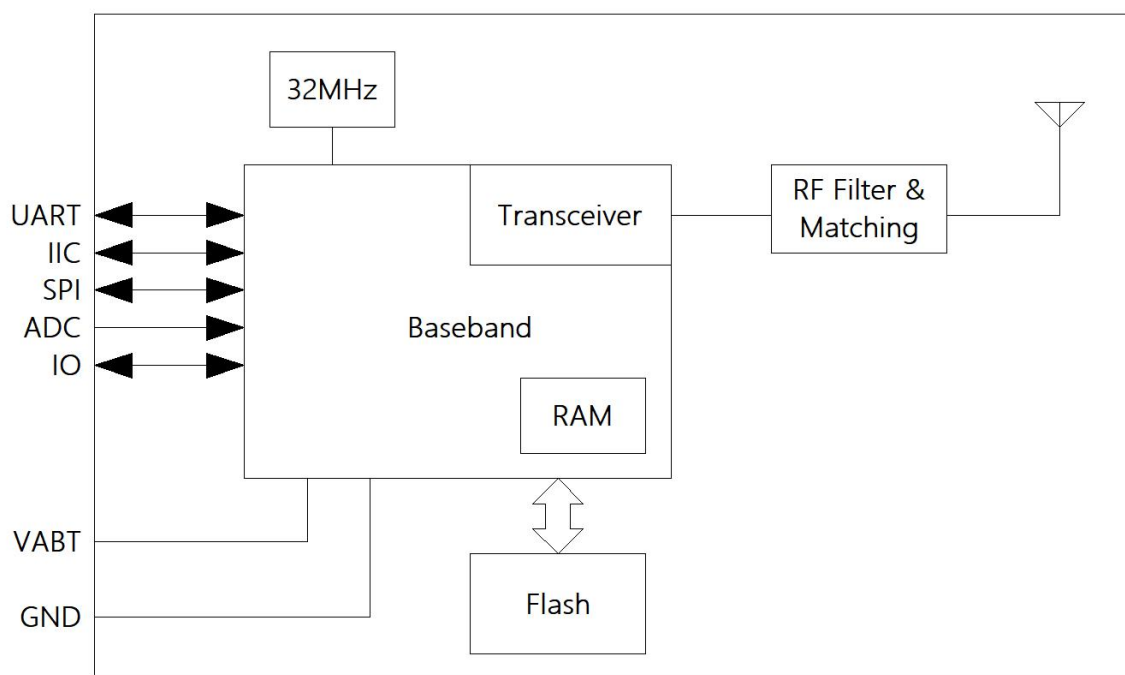 32MHz
Transceiver
RF Filter &
Matching
UART
IIC
SPI
ADC
IO
Baseband
RAM
VABT
GND
Flash